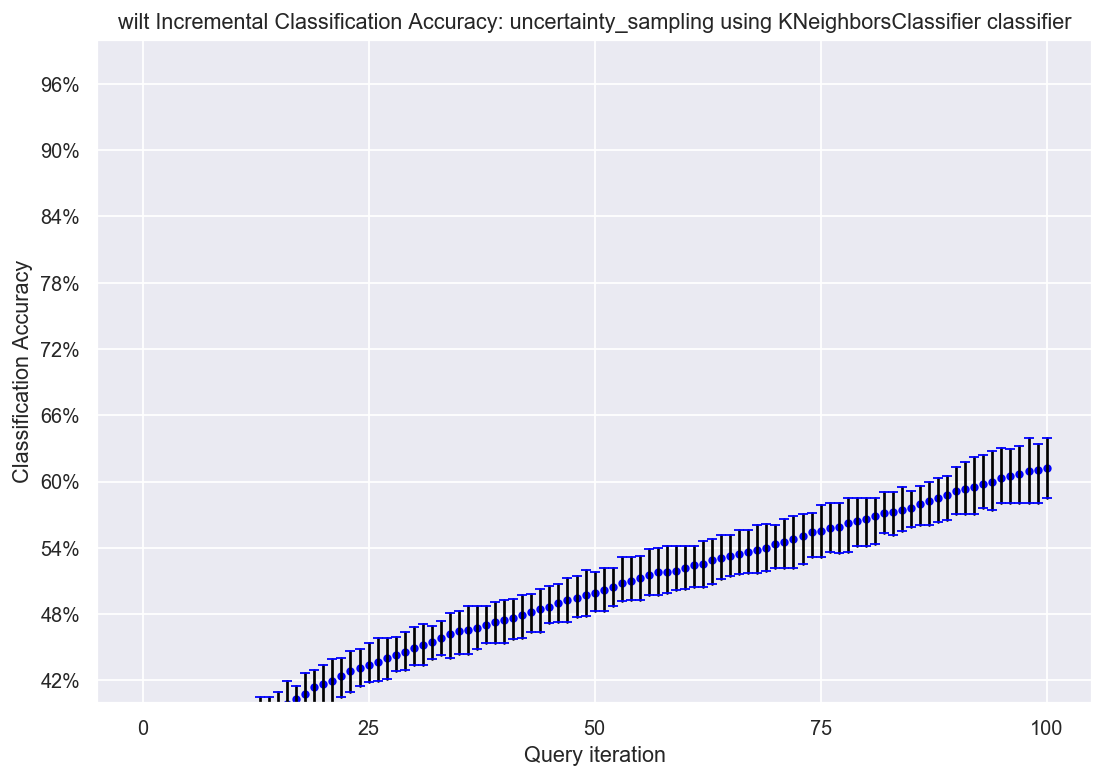 wilt Incremental Classification Accuracy: uncertainty_sampling using KNeighborsClassifier classifier
96%
90%
84%
78%
72%
66%
60%
54%
48%
42%
Classification Accuracy
0 25 50 75 100
Query iteration